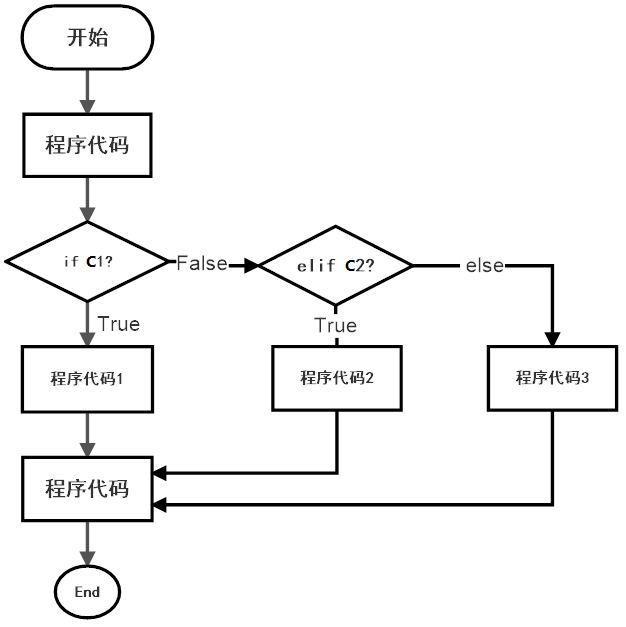 开始
程序代码
if C1?
False
elif C2?
else
True
True
程序代码1
程序代码2
程序代码3
程序代码
End